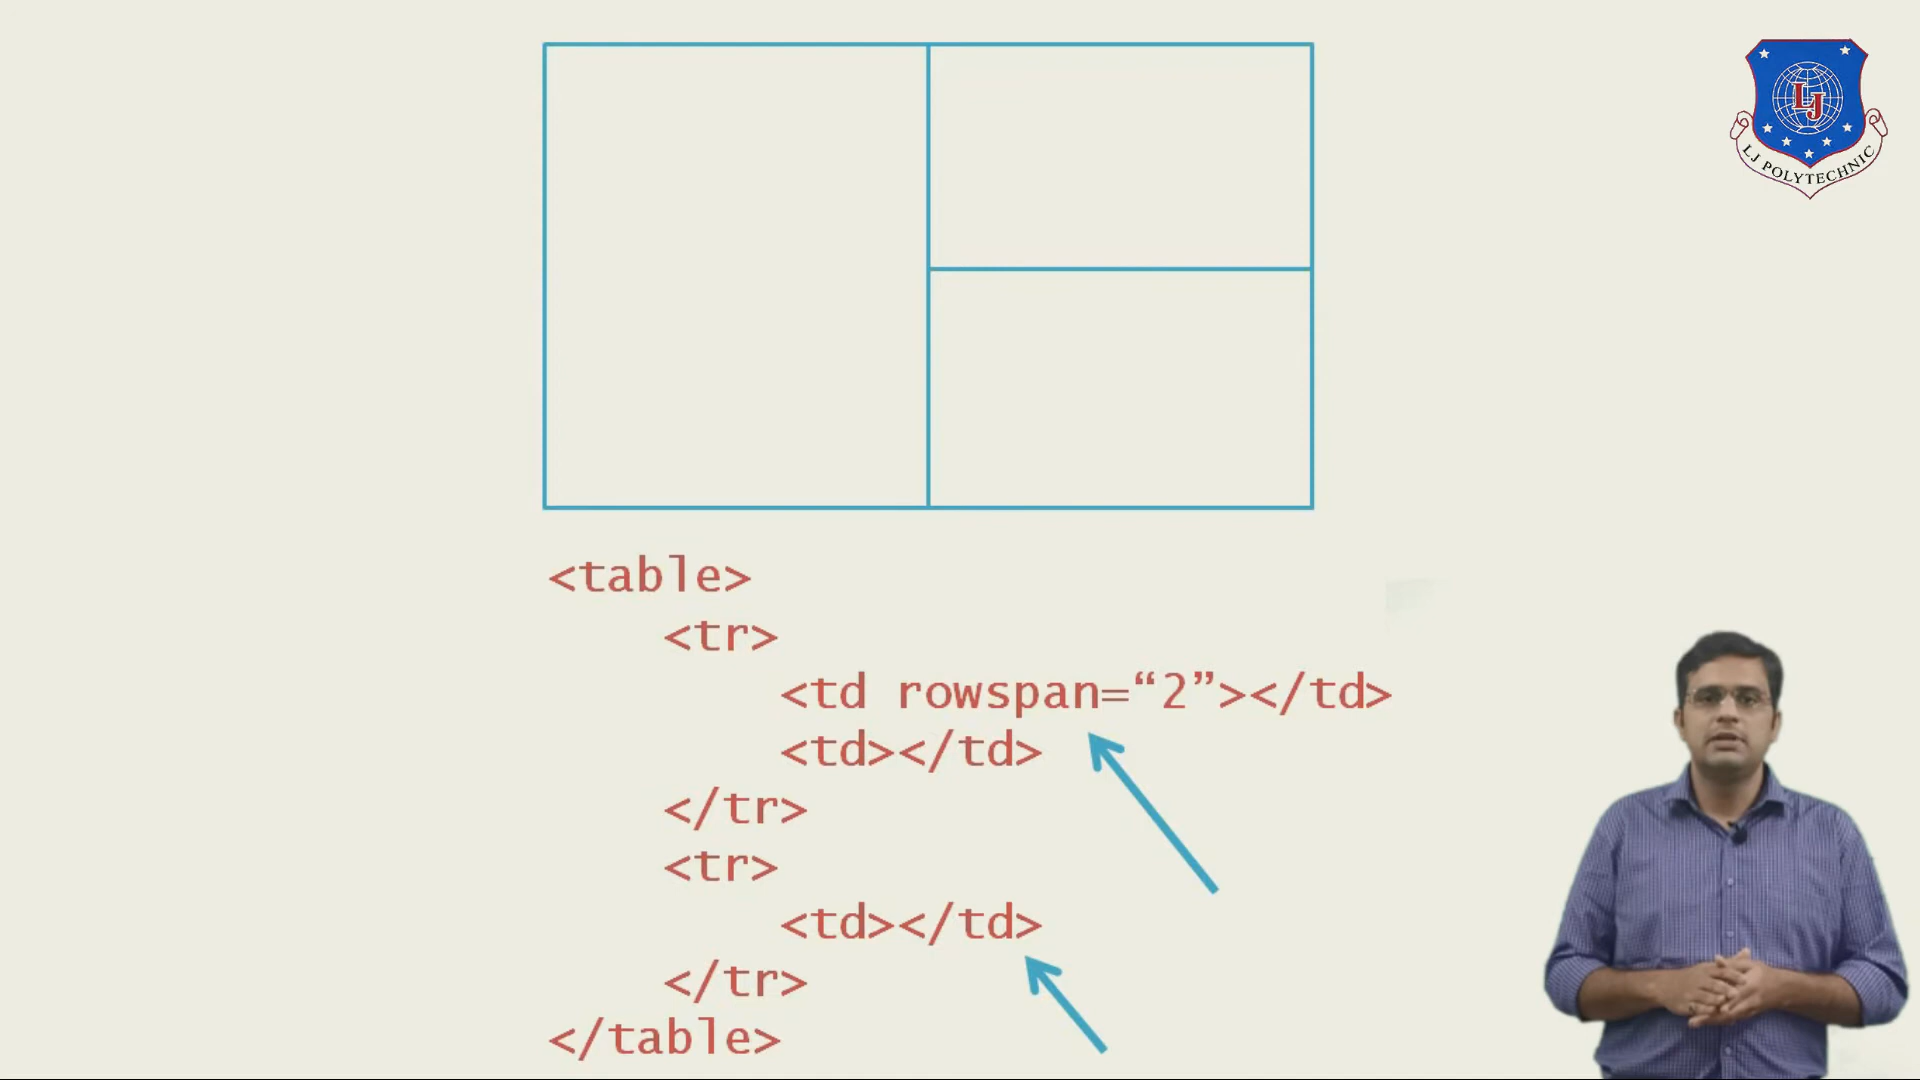 LJ
LJ POLYTECHNIC
<table>
<tr>
<td rowspan=“2”></td>
<td></td>
</tr>
<tr>
<td></td>
</tr>
</table>